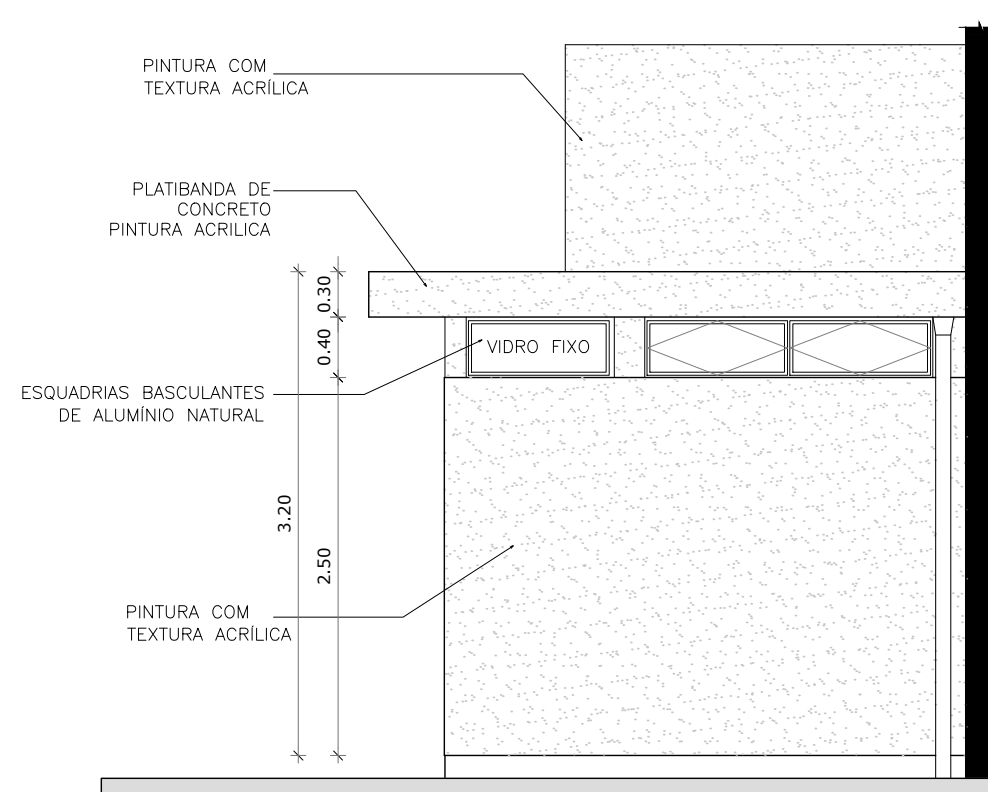 PINTURA COM
TEXTURA ACRÍLICA
PLATIBANDA DE
CONCRETO
PINTURA ACRILICA
0.30
0.40
VIDRO FIXO
ESQUADRIAS BASCULANTES
DE ALUMÍNIO NATURAL
3.20
2.50
PINTURA COM
TEXTURA ACRÍLICA